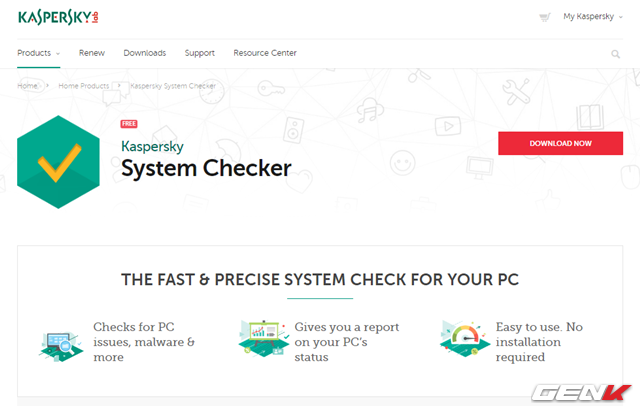 KASPERSKY lab
My Kaspersky
Products Renew Downloads Support Resource Center
Home Home Products Kaspersky System Checker
FREE
Kaspersky
System Checker
DOWNLOAD NOW
THE FAST & PRECISE SYSTEM CHECK FOR YOUR PC
Checks for PC
issues, malware &
more
Gives you a report
on your PC's
status
Easy to use. No
installation
required
GENK